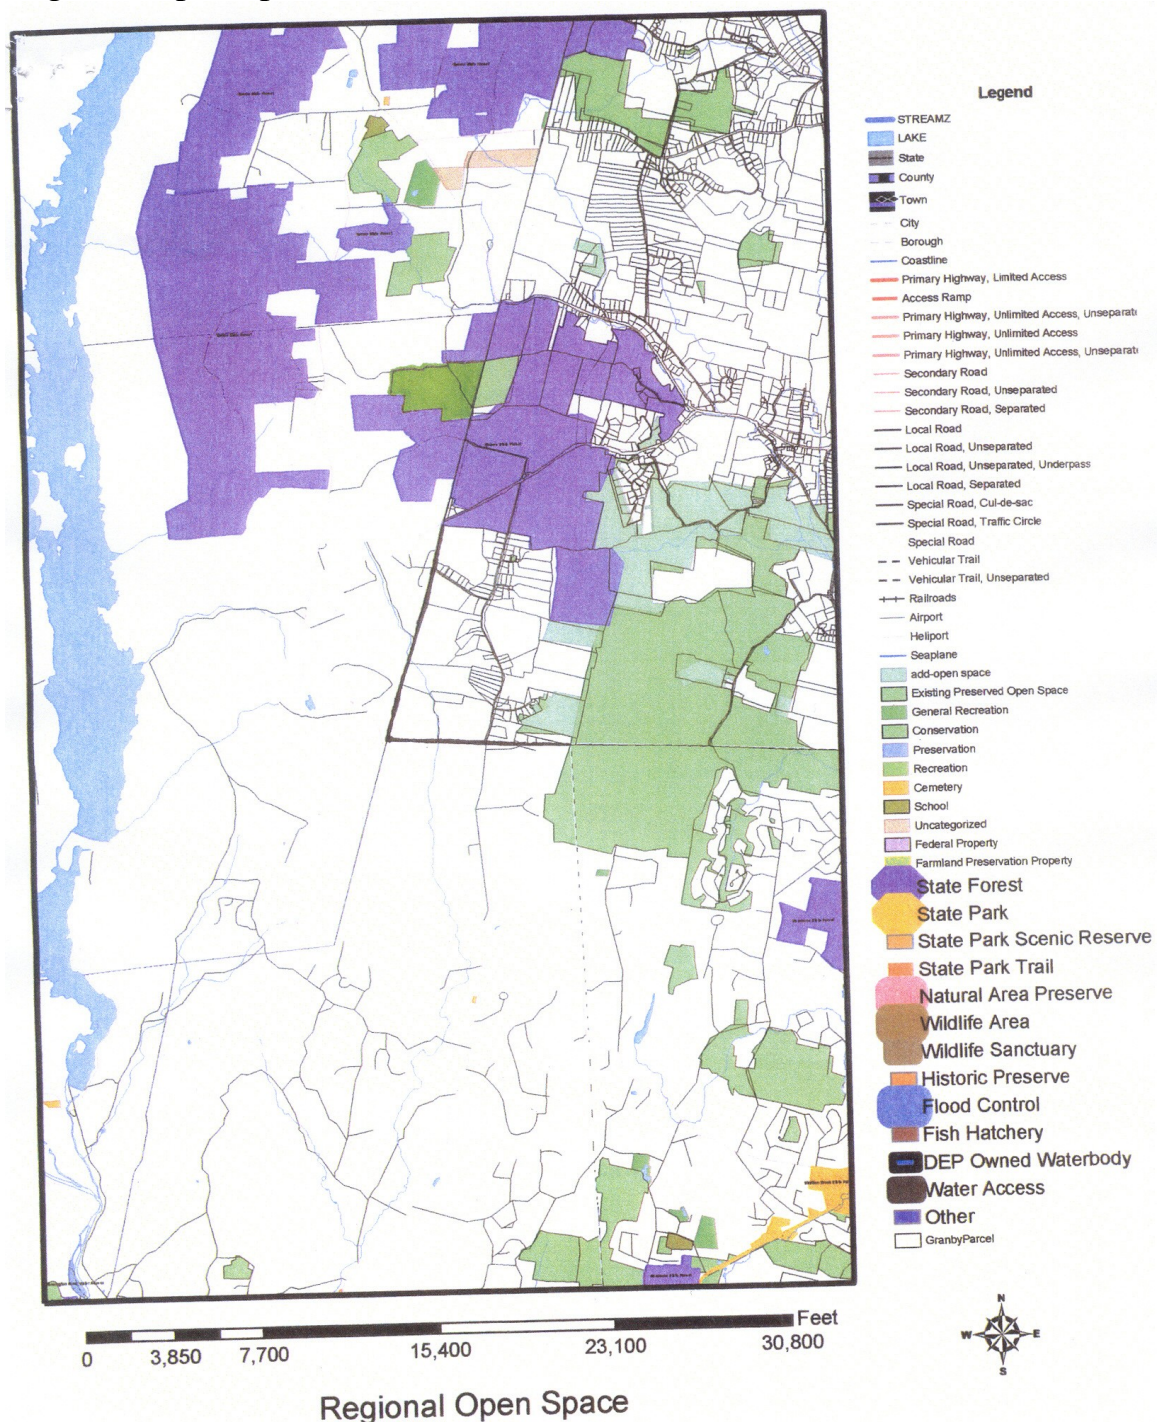 Legend
STREAMZ
LAKE
State
County
Town
City
Borough
Coastline
Primary Highway, Limited Access
Access Ramp
Primary Highway, Unlimited Access, Unseparati
Primary Highway, Unlimited Access
Primary Highway, Unlimited Access, Unseparati
Secondary Road
Secondary Road, Unseparated
Secondary Road, Separated
Local Road
Local Road, Unseparated
Local Road, Unseparated, Underpass
Local Road, Separated
Special Road, Cul-de-sac
Special Road, Traffic Circle
Special Road
Vehicular Trail
Vehicular Trail, Unseparated
Railroads
Airport
Heliport
Seaplane
add-open space
Existing Preserved Open Space
General Recreation
Conservation
Preservation
Recreation
Cemetery
School
Uncategorized
Federal Property
Farmland Preservation Property
State Forest
State Park
State Park Scenic Reserve
State Park Trail
Natural Area Preserve
Wildlife Area
Wildlife Sanctuary
Historic Preserve
Flood Control
Fish Hatchery
DEP Owned Waterbody
Water Access
Other
GranbyParcel
N
W E
S
Feet
0 3,850 7,700 15,400 23,100 30,800
Regional Open Space